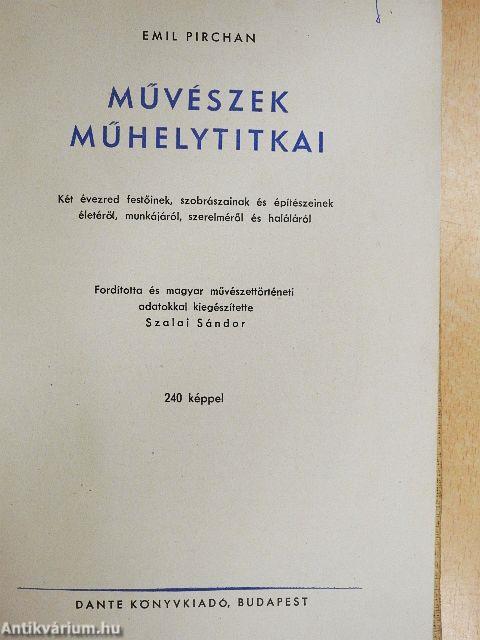 EMIL PIRCHAN
MŰVÉSZEK
MŰHELYTITKAI
Két évezred festőinek, szobrászainak és építészeinek
életéről, munkájáról, szerelméről és haláláról
Fordította és magyar művészettörténeti
adatokkal kiegészítette
Szalai Sándor
240 képpel
DANTE KÖNYVKIADÓ, BUDAPEST
Antikvárium.hu